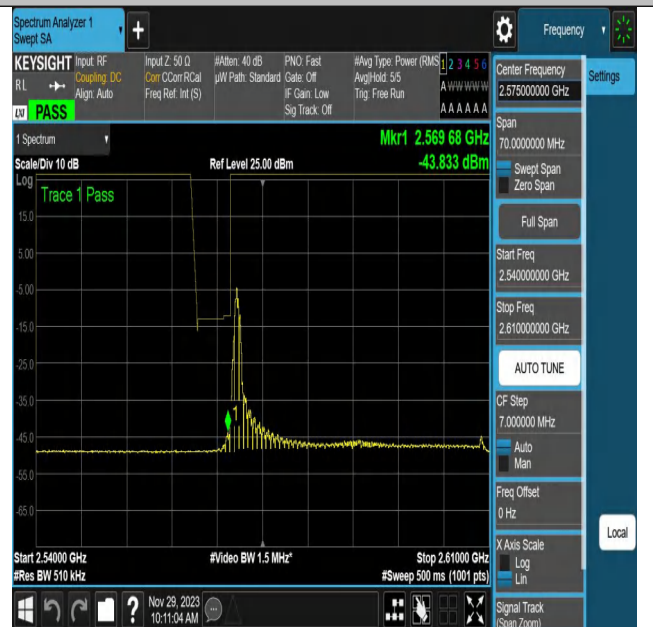 Spectrum Analyzer 1
Swept SA
Frequency
KEYSIGHT
RL
LXI
PASS
Input: RF
Coupling: DC
Align: Auto
Input Z: 50 Ω
Corr CCorr RCal
Freq Ref: Int (S)
#Atten: 40 dB
µW Path: Standard
PNO: Fast
Gate: Off
IF Gain: Low
Sig Track: Off
#Avg Type: Power (RMS
Avg|Hold: 5/5
Trig: Free Run
1 2 3 4 5 6
A W W W W W
A A A A A A
1 Spectrum
Scale/Div 10 dB
Log
Ref Level 25.00 dBm
Mkr1 2.569 68 GHz
-43.833 dBm
Trace 1 Pass
15.0
5.00
-5.00
-15.0
-25.0
-35.0
-45.0
-55.0
-65.0
1
Start 2.54000 GHz
#Res BW 510 kHz
#Video BW 1.5 MHz*
Stop 2.61000 GHz
#Sweep 500 ms (1001 pts)
Nov 29, 2023
10:11:04 AM
Center Frequency
2.575000000 GHz
Settings
Span
70.0000000 MHz
Swept Span
Zero Span
Full Span
Start Freq
2.540000000 GHz
Stop Freq
2.610000000 GHz
AUTO TUNE
CF Step
7.000000 MHz
Auto
Man
Freq Offset
0 Hz
X Axis Scale
Log
Lin
Local
Signal Track
(Span Zoom)